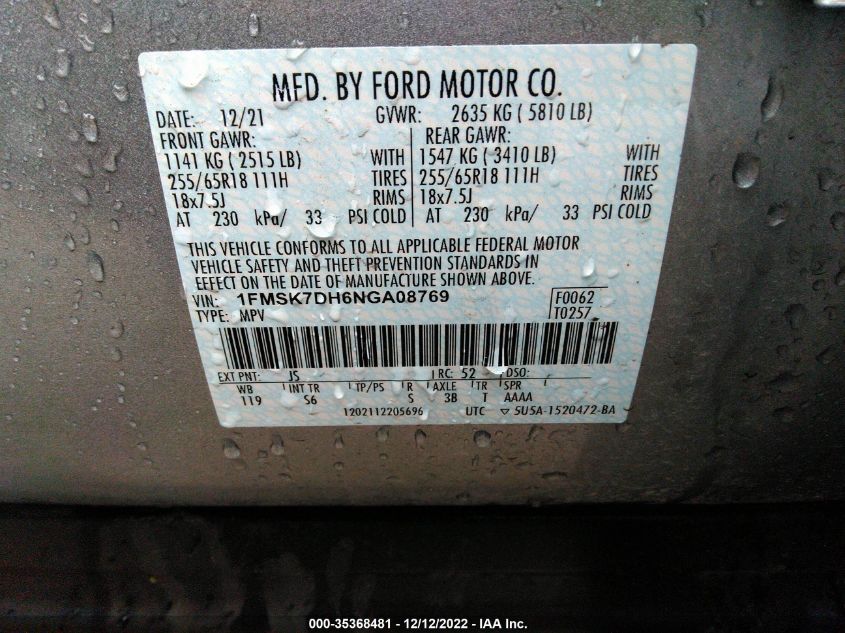 MFD. BY FORD MOTOR CO.
DATE: 12/21 GVWR: 2635 KG ( 5810 LB)
FRONT GAWR: REAR GAWR:
1141 KG ( 2515 LB) WITH 1547 KG ( 3410 LB) WITH
255/65R18 111H TIRES 255/65R18 111H TIRES
18x7.5J RIMS 18x7.5J RIMS
AT 230 kPa/ 33 PSI COLD AT 230 kPa/ 33 PSI COLD
THIS VEHICLE CONFORMS TO ALL APPLICABLE FEDERAL MOTOR
VEHICLE SAFETY AND THEFT PREVENTION STANDARDS IN
EFFECT ON THE DATE OF MANUFACTURE SHOWN ABOVE.
VIN: 1FMSK7DH6NGA08769 F0062
TYPE: MPV T0257
EXT PNT: JS RC: 52 DSO:
WB INT TR TP/PS R AXLE TR SPR
119 S6 S 3B T AAAA
1202112205696 UTC ▽ 5U5A-1520472-BA
000-35368481 - 12/12/2022 - IAA Inc.